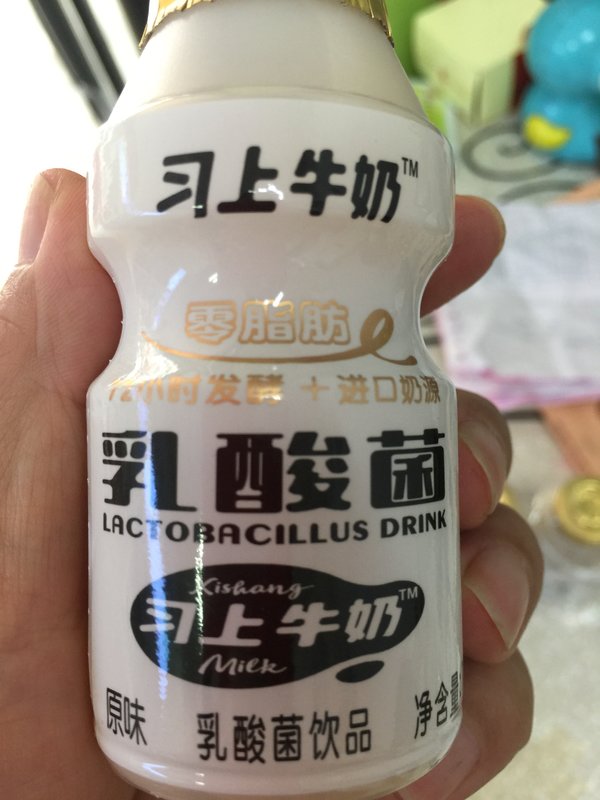 习上牛奶™
零脂肪
72小时发酵 + 进口奶源
乳酸菌
LACTOBACILLUS DRINK
Xishang
习上牛奶™
Milk
原味
乳酸菌饮品
净含量